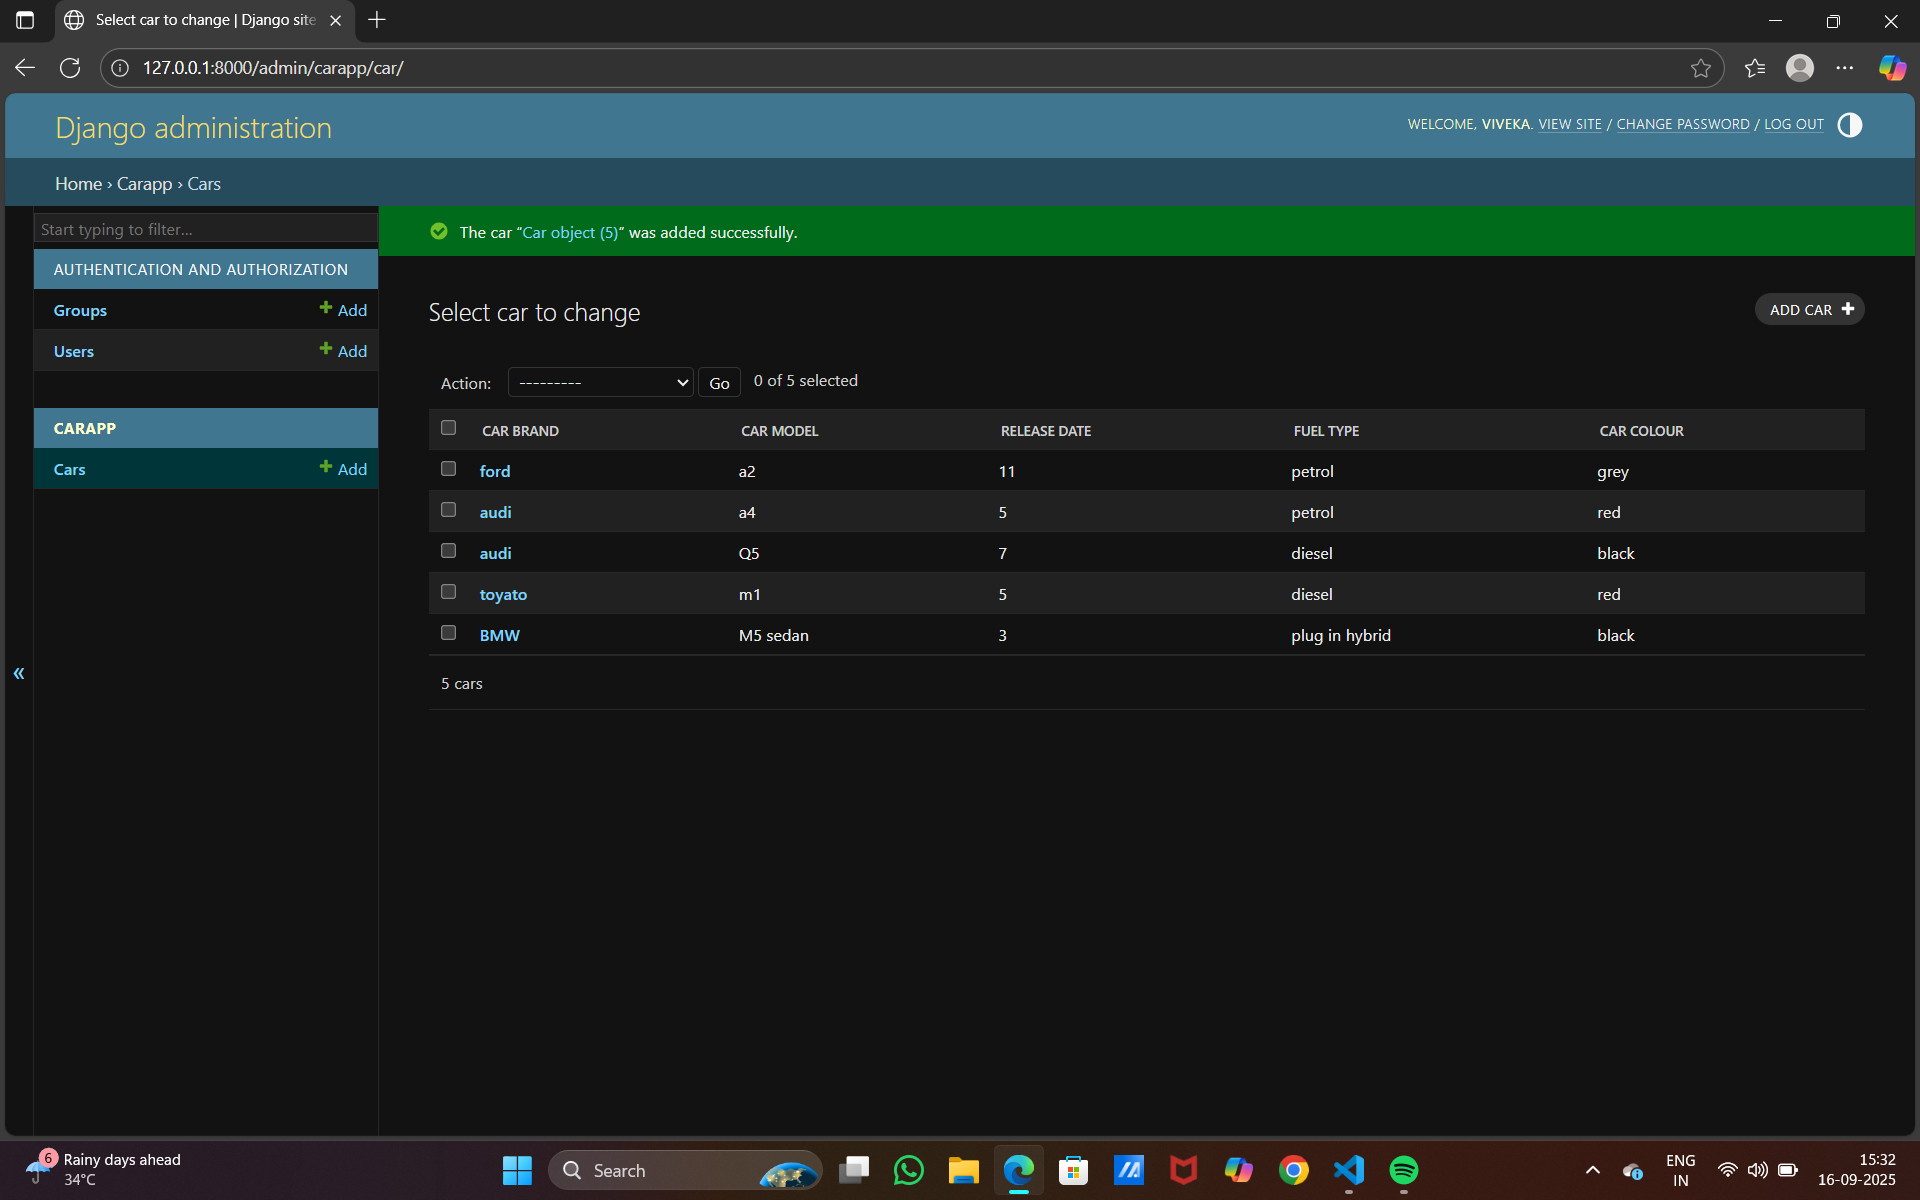 Select car to change | Django site
127.0.0.1:8000/admin/carapp/car/
Django administration
WELCOME, VIVEKA. VIEW SITE / CHANGE PASSWORD / LOG OUT
Home › Carapp › Cars
Start typing to filter...
AUTHENTICATION AND AUTHORIZATION
Groups Add
Users Add
CARAPP
Cars Add
The car “Car object (5)” was added successfully.
Select car to change
ADD CAR
Action: --------- Go 0 of 5 selected
CAR BRAND CAR MODEL RELEASE DATE FUEL TYPE CAR COLOUR
ford a2 11 petrol grey
audi a4 5 petrol red
audi Q5 7 diesel black
toyato m1 5 diesel red
BMW M5 sedan 3 plug in hybrid black
5 cars
«
6
Rainy days ahead
34°C
Search
ENG
IN
15:32
16-09-2025